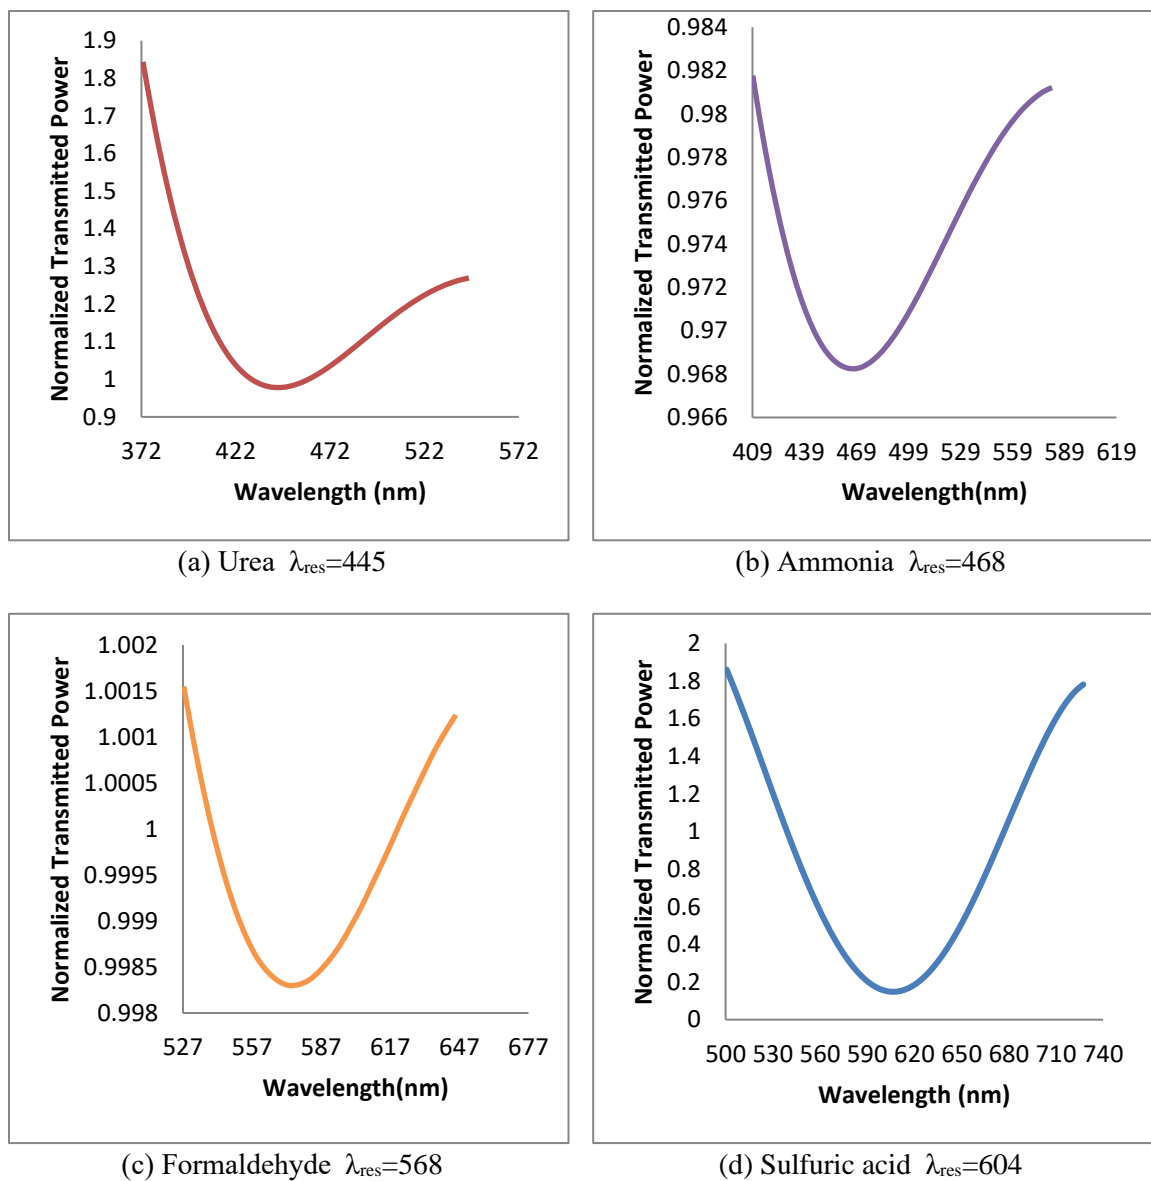 Normalized Transmitted Power
1.9
1.8
1.7
1.6
1.5
1.4
1.3
1.2
1.1
1
0.9
372 422 472 522 572
Wavelength (nm)
(a) Urea λres=445
Normalized Transmitted Power
0.984
0.982
0.98
0.978
0.976
0.974
0.972
0.97
0.968
0.966
409 439 469 499 529 559 589 619
Wavelength(nm)
(b) Ammonia λres=468
Normalized Transmitted Power
1.002
1.0015
1.001
1.0005
1
0.9995
0.999
0.9985
0.998
527 557 587 617 647 677
Wavelength(nm)
(c) Formaldehyde λres=568
Normalized Transmitted Power
2
1.8
1.6
1.4
1.2
1
0.8
0.6
0.4
0.2
0
500 530 560 590 620 650 680 710 740
Wavelength (nm)
(d) Sulfuric acid λres=604